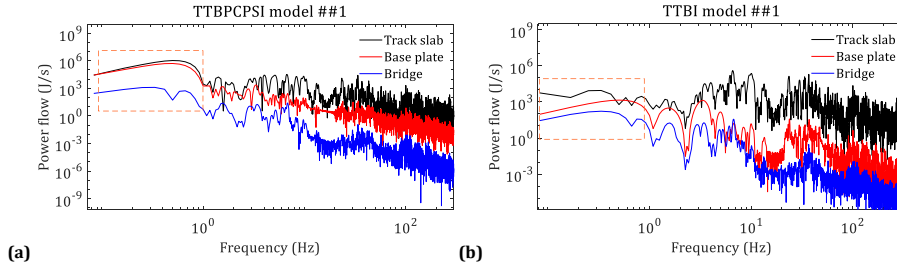 TTBPCPSI model ##1
10^9
10^6
10^3
10^0
10^-3
10^-6
10^-9
Power flow (J/s)
Track slab
Base plate
Bridge
10^0
10^2
Frequency (Hz)
(a)
TTBI model ##1
10^9
10^6
10^3
10^0
10^-3
Power flow (J/s)
Track slab
Base plate
Bridge
10^0
10^1
10^2
Frequency (Hz)
(b)